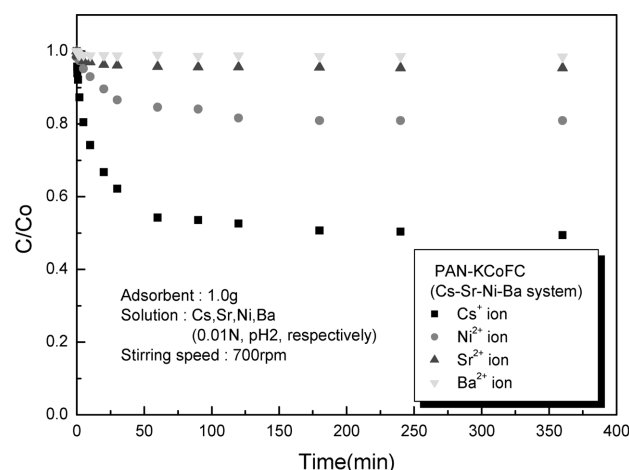 C/Co
1.0
0.8
0.6
0.4
0.2
0.0
Adsorbent : 1.0g
Solution : Cs,Sr,Ni,Ba
(0.01N, pH2, respectively)
Stirring speed : 700rpm
PAN-KCoFC
(Cs-Sr-Ni-Ba system)
Cs⁺ ion
Ni²⁺ ion
Sr²⁺ ion
Ba²⁺ ion
0 50 100 150 200 250 300 350 400
Time(min)